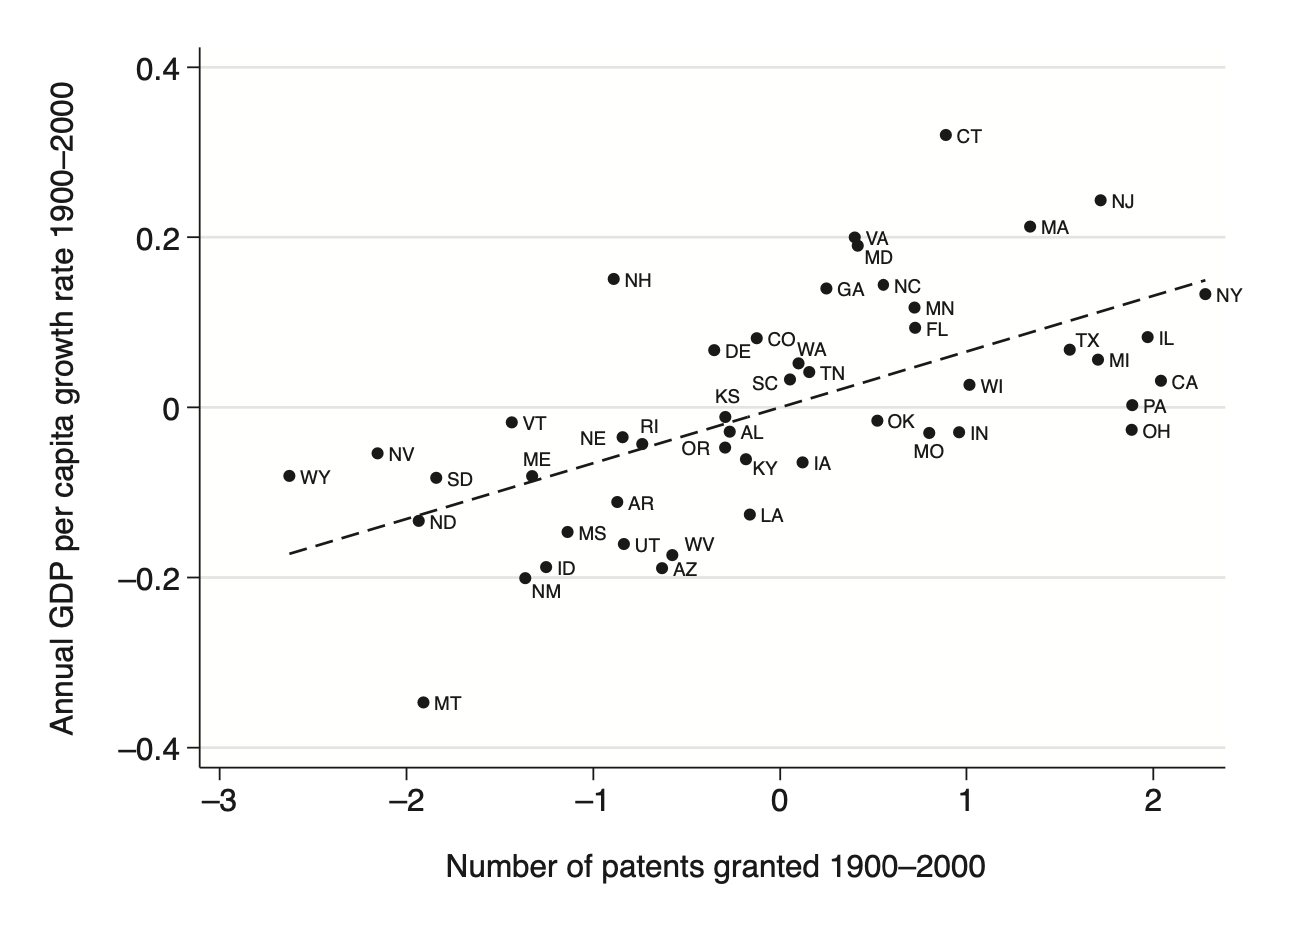 Annual GDP per capita growth rate 1900–2000
0.4
0.2
0
–0.2
–0.4
CT
NJ
MA
VA
MD
NH
GA
NC
NY
MN
FL
CO
IL
DE
WA
TX
MI
TN
SC
CA
WI
KS
PA
OK
VT
RI
AL
IN
OH
NE
OR
MO
NV
ME
KY
IA
WY
SD
AR
LA
ND
MS
UT
WV
ID
AZ
NM
MT
–3
–2
–1
0
1
2
Number of patents granted 1900–2000